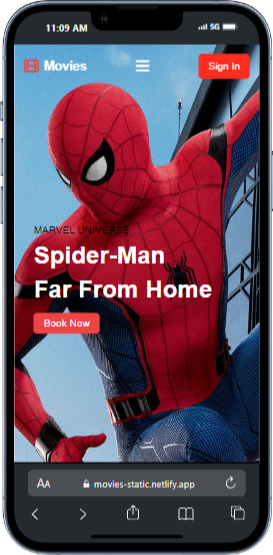 11:09 AM
5G
Movies
Sign In
MARVEL UNIVERSE
Spider-Man
Far From Home
Book Now
AA
movies-static.netlify.app